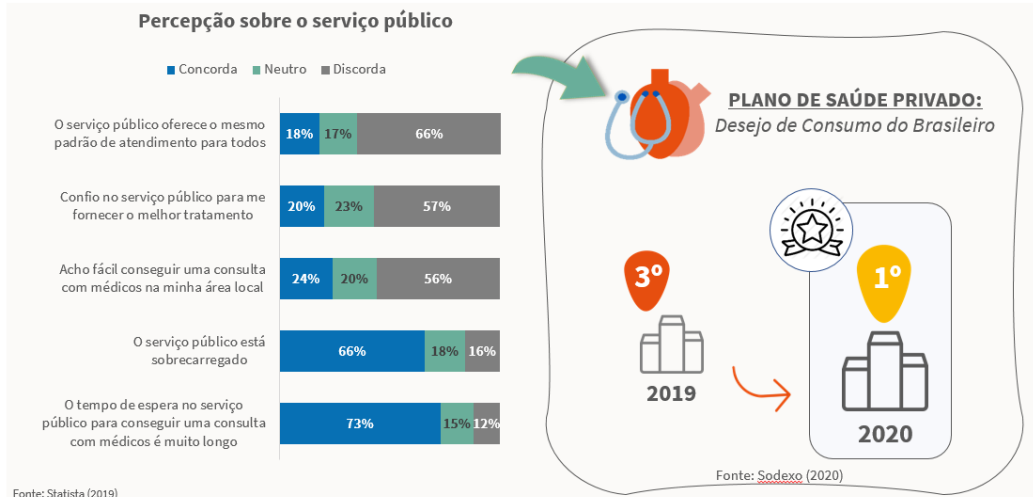 Percepção sobre o serviço público
Concorda Neutro Discorda
O serviço público oferece o mesmo
padrão de atendimento para todos
18% 17% 66%
Confio no serviço público para me
fornecer o melhor tratamento
20% 23% 57%
Acho fácil conseguir uma consulta
com médicos na minha área local
24% 20% 56%
O serviço público está
sobrecarregado
66% 18% 16%
O tempo de espera no serviço
público para conseguir uma consulta
com médicos é muito longo
73% 15% 12%
Fonte: Statista (2019)
PLANO DE SAÚDE PRIVADO:
Desejo de Consumo do Brasileiro
3º
2019
1º
2020
Fonte: Sodexo (2020)